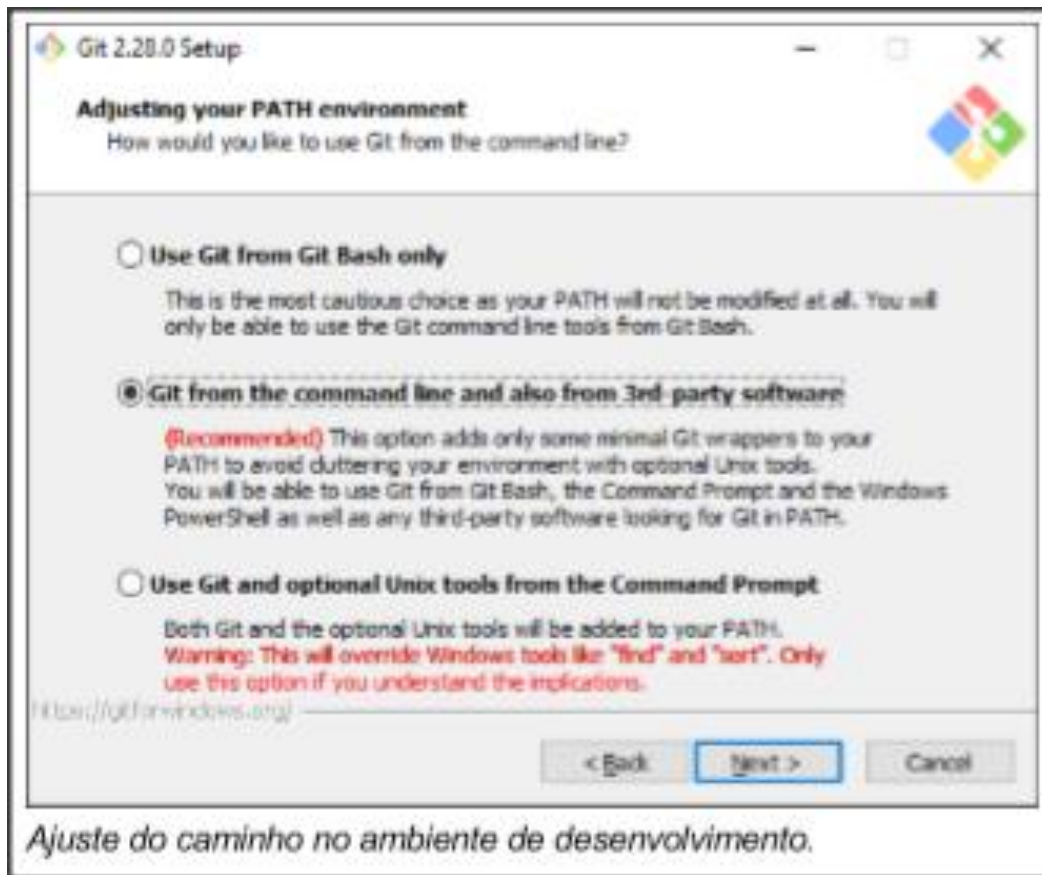 Git 2.28.0 Setup
Adjusting your PATH environment
How would you like to use Git from the command line?
Use Git from Git Bash only
This is the most cautious choice as your PATH will not be modified at all. You will
only be able to use the Git command line tools from Git Bash.
Git from the command line and also from 3rd-party software
(Recommended) This option adds only some minimal Git wrappers to your
PATH to avoid cluttering your environment with optional Unix tools.
You will be able to use Git from Git Bash, the Command Prompt and the Windows
PowerShell as well as any third-party software looking for Git in PATH.
Use Git and optional Unix tools from the Command Prompt
Both Git and the optional Unix tools will be added to your PATH.
Warning: This will override Windows tools like "find" and "sort". Only
use this option if you understand the implications.
https://gitforwindows.org/
< Back
Next >
Cancel
Ajuste do caminho no ambiente de desenvolvimento.